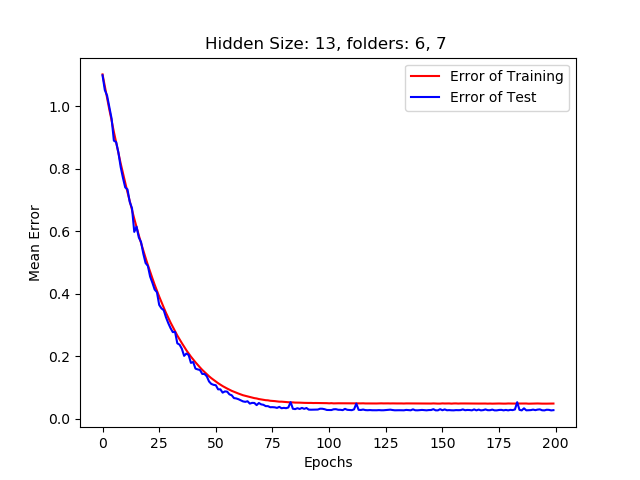 Hidden Size: 13, folders: 6, 7
Error of Training
Error of Test
Mean Error
1.0
0.8
0.6
0.4
0.2
0.0
0 25 50 75 100 125 150 175 200
Epochs